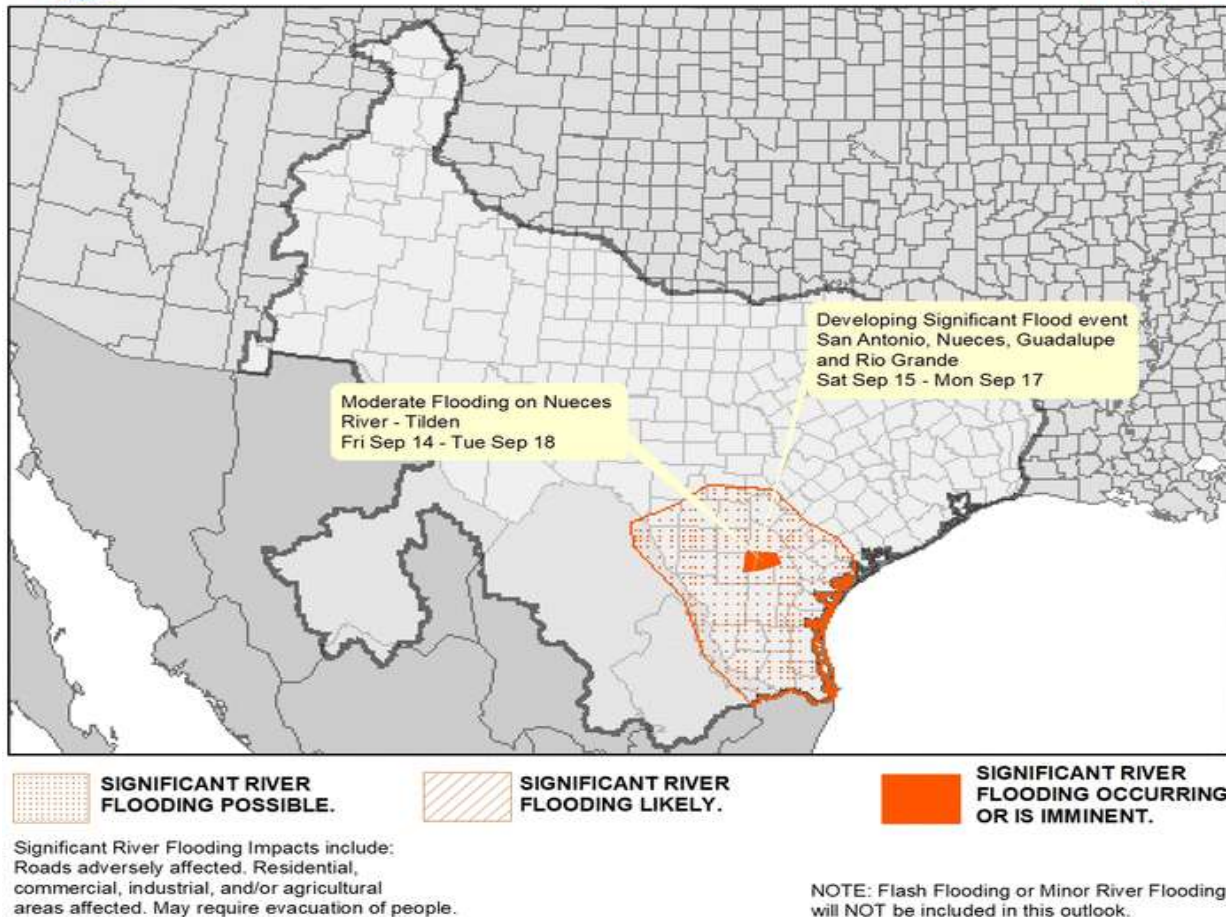 Developing Significant Flood event
San Antonio, Nueces, Guadalupe
and Rio Grande
Sat Sep 15 - Mon Sep 17
Moderate Flooding on Nueces
River - Tilden
Fri Sep 14 - Tue Sep 18
SIGNIFICANT RIVER
FLOODING POSSIBLE.
SIGNIFICANT RIVER
FLOODING LIKELY.
SIGNIFICANT RIVER
FLOODING OCCURRING
OR IS IMMINENT.
Significant River Flooding Impacts include:
Roads adversely affected. Residential,
commercial, industrial, and/or agricultural
areas affected. May require evacuation of people.
NOTE: Flash Flooding or Minor River Flooding
will NOT be included in this outlook.